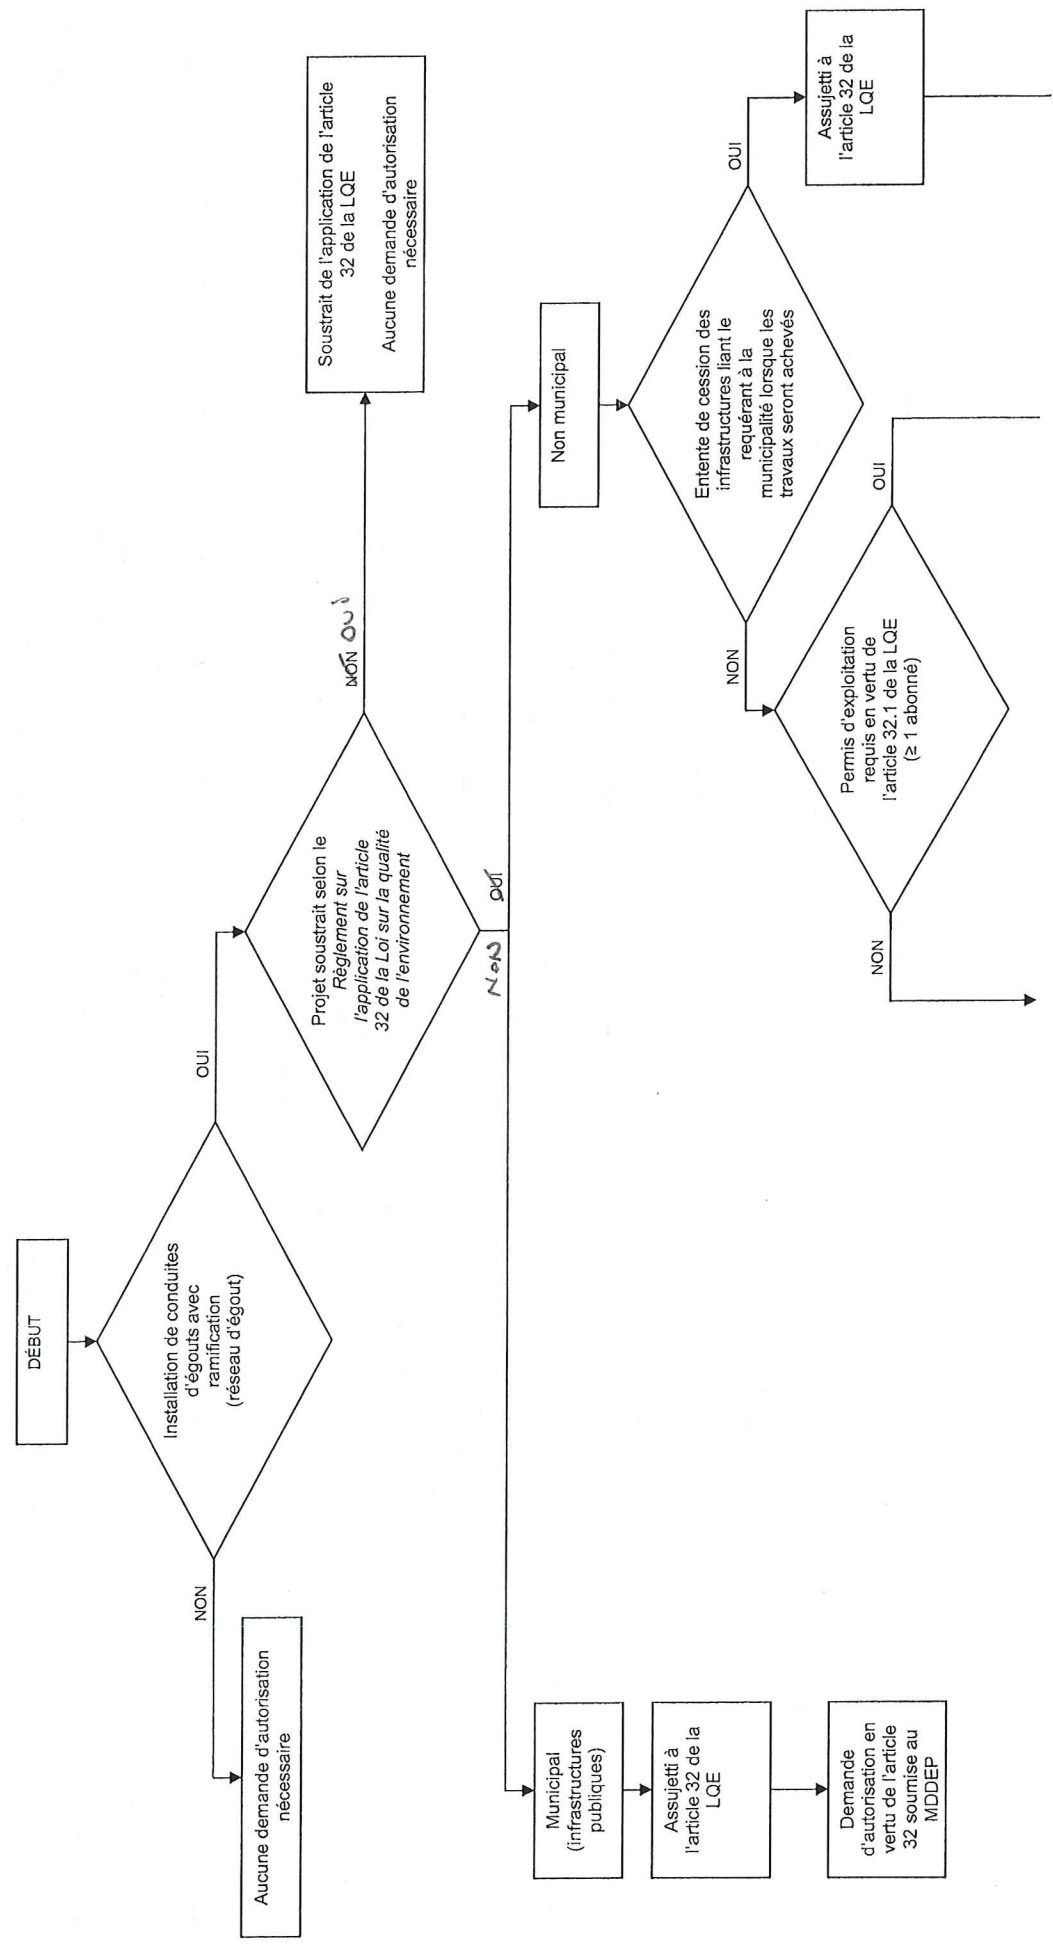 DÉBUT
Installation de conduites
d'égouts avec
ramification
(réseau d'égout)
NON
Aucune demande d'autorisation
nécessaire
OUI
Projet soustrait selon le
Règlement sur
l'application de l'article
32 de la Loi sur la qualité
de l'environnement
NON OUI
Soustrait de l'application de l'article
32 de la LQE
Aucune demande d'autorisation
nécessaire
NON OUI
Municipal
(infrastructures
publiques)
Assujetti à
l'article 32 de la
LQE
Demande
d'autorisation en
vertu de l'article
32 soumise au
MDDEP
Non municipal
Entente de cession des
infrastructures liant le
requérant à la
municipalité lorsque les
travaux seront achevés
OUI
Assujetti à
l'article 32 de la
LQE
NON
Permis d'exploitation
requis en vertu de
l'article 32.1 de la LQE
(≥ 1 abonné)
OUI
NON